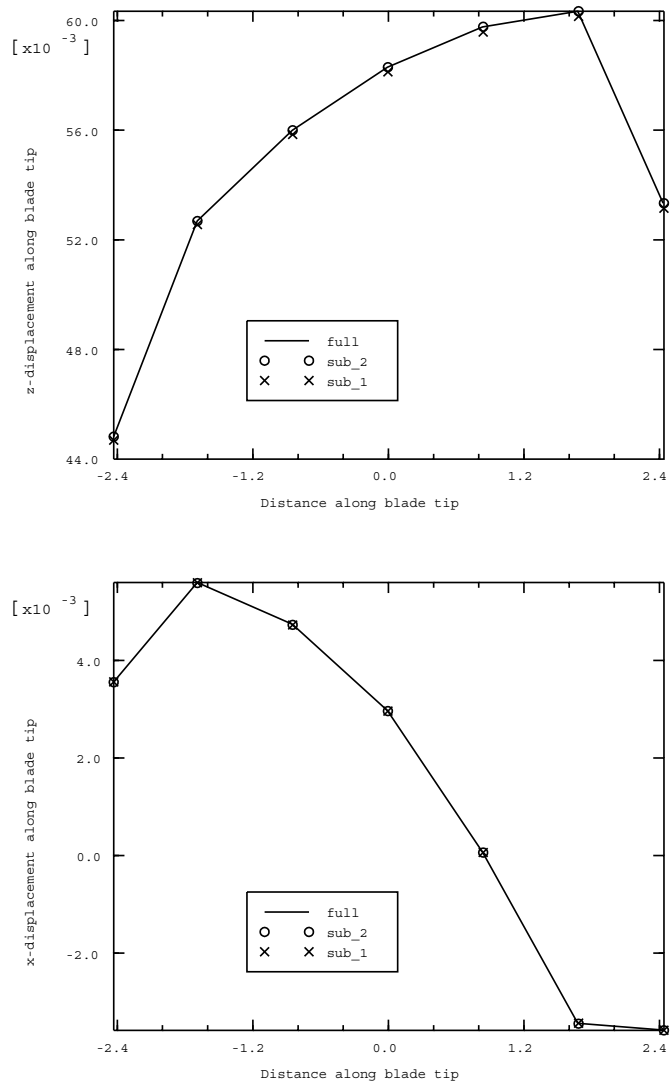 60.0
[x10 -3]
56.0
52.0
48.0
44.0
z-displacement along blade tip
full
sub_2
sub_1
-2.4 -1.2 0.0 1.2 2.4
Distance along blade tip
[x10 -3]
4.0
2.0
0.0
-2.0
x-displacement along blade tip
full
sub_2
sub_1
-2.4 -1.2 0.0 1.2 2.4
Distance along blade tip